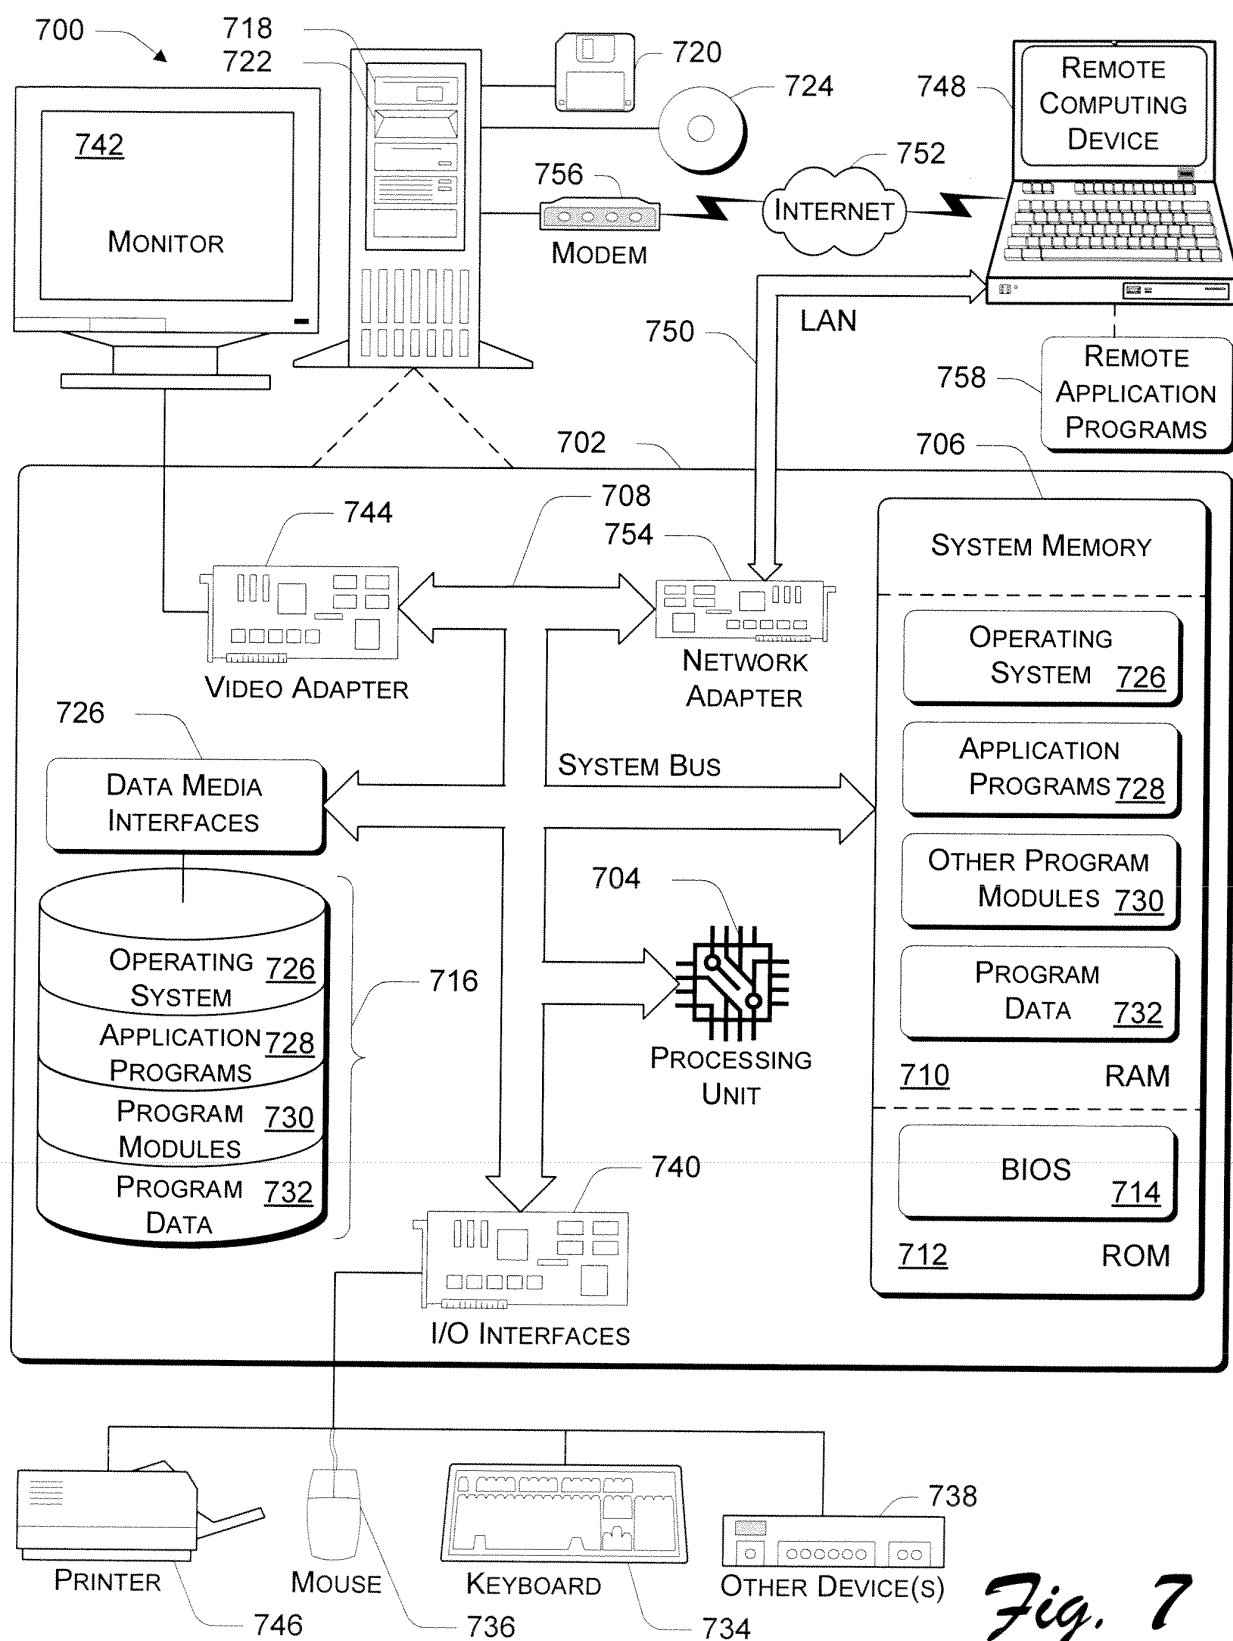 700
718
722
720
724
748
REMOTE
COMPUTING
DEVICE
742
MONITOR
756
MODEM
752
INTERNET
LAN
750
758
REMOTE
APPLICATION
PROGRAMS
702
706
708
744
VIDEO ADAPTER
754
NETWORK
ADAPTER
SYSTEM MEMORY
OPERATING
SYSTEM 726
APPLICATION
PROGRAMS 728
OTHER PROGRAM
MODULES 730
PROGRAM
DATA 732
710 RAM
BIOS 714
712 ROM
726
DATA MEDIA
INTERFACES
SYSTEM BUS
704
PROCESSING
UNIT
OPERATING
SYSTEM 726
APPLICATION
PROGRAMS 728
PROGRAM
MODULES 730
PROGRAM
DATA 732
716
740
I/O INTERFACES
PRINTER
746
MOUSE
736
KEYBOARD
734
738
OTHER DEVICE(S)
Fig. 7